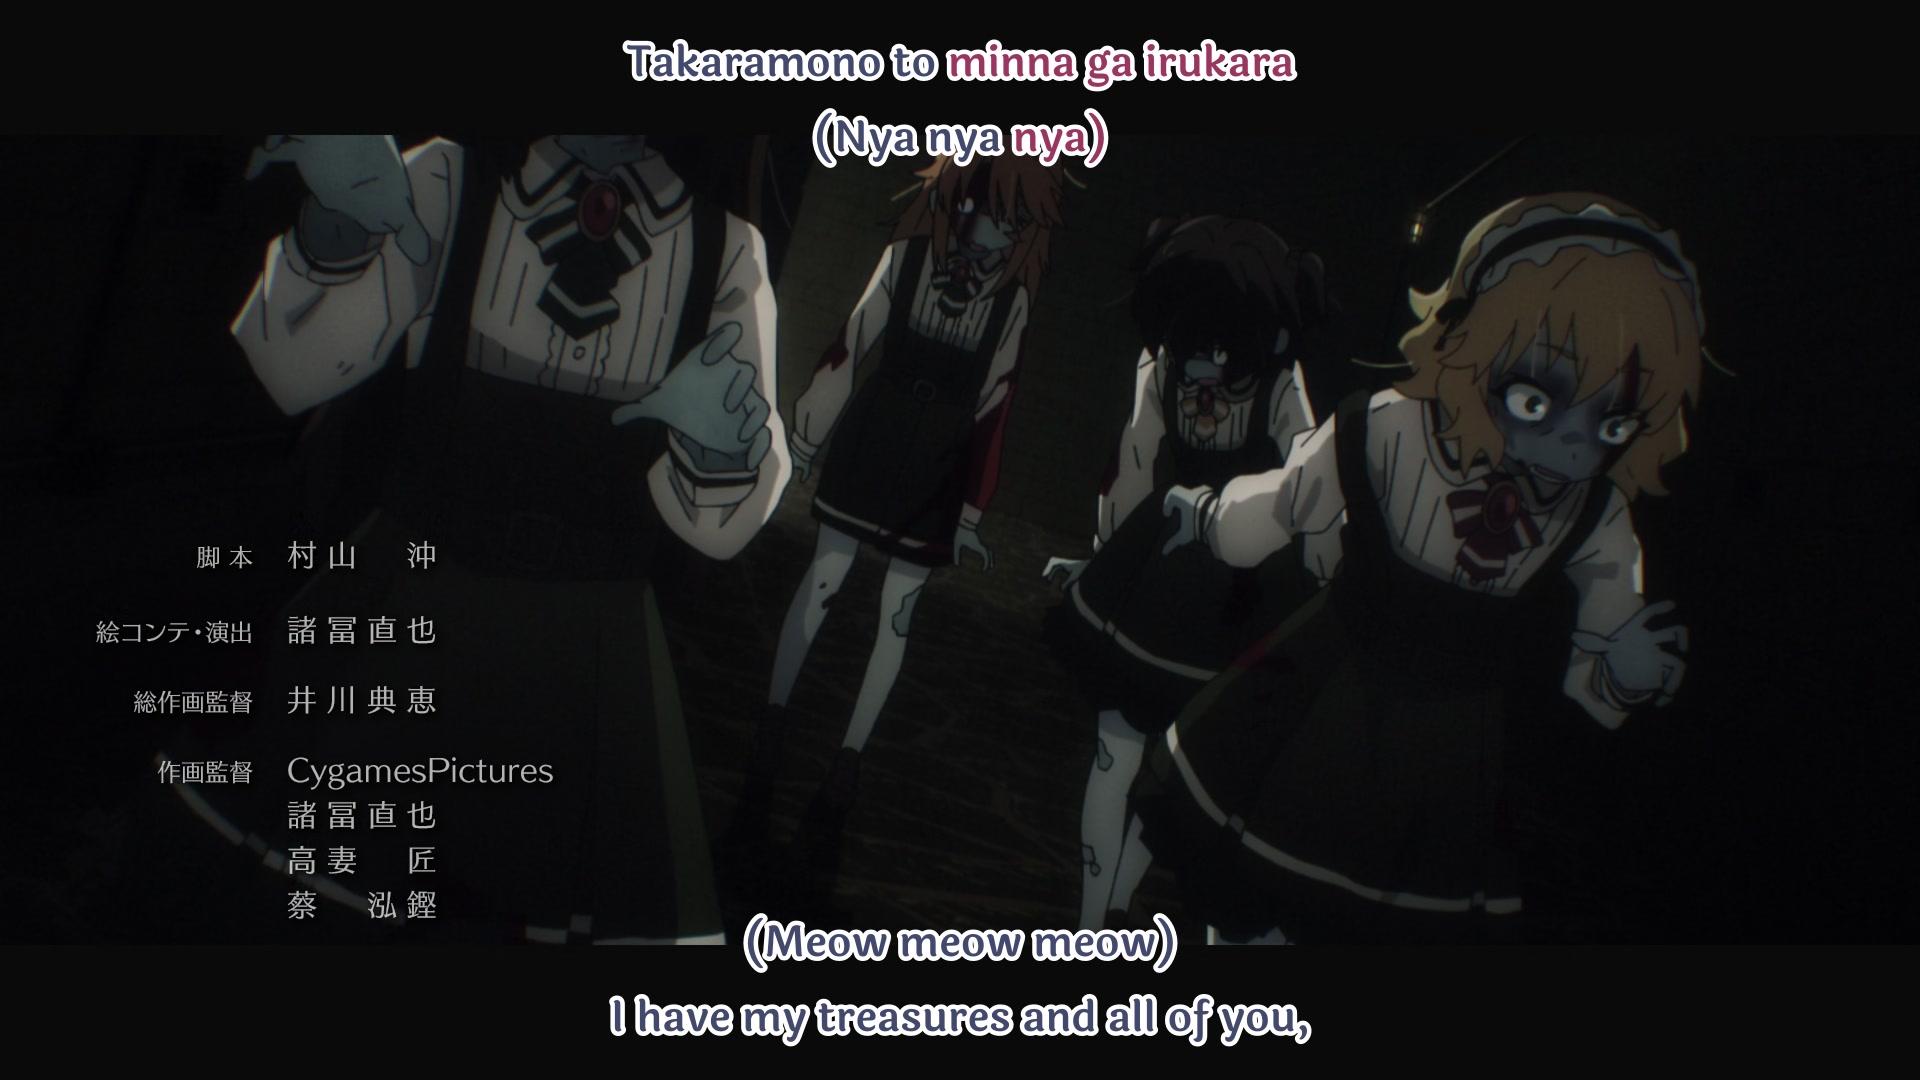 Takaramono to minna ga irukara
(Nya nya nya)
脚本 村山 沖
絵コンテ・演出 諸冨直也
総作画監督 井川典恵
作画監督 CygamesPictures
諸冨直也
高妻 匠
蔡 泓鏗
(Meow meow meow)
I have my treasures and all of you,